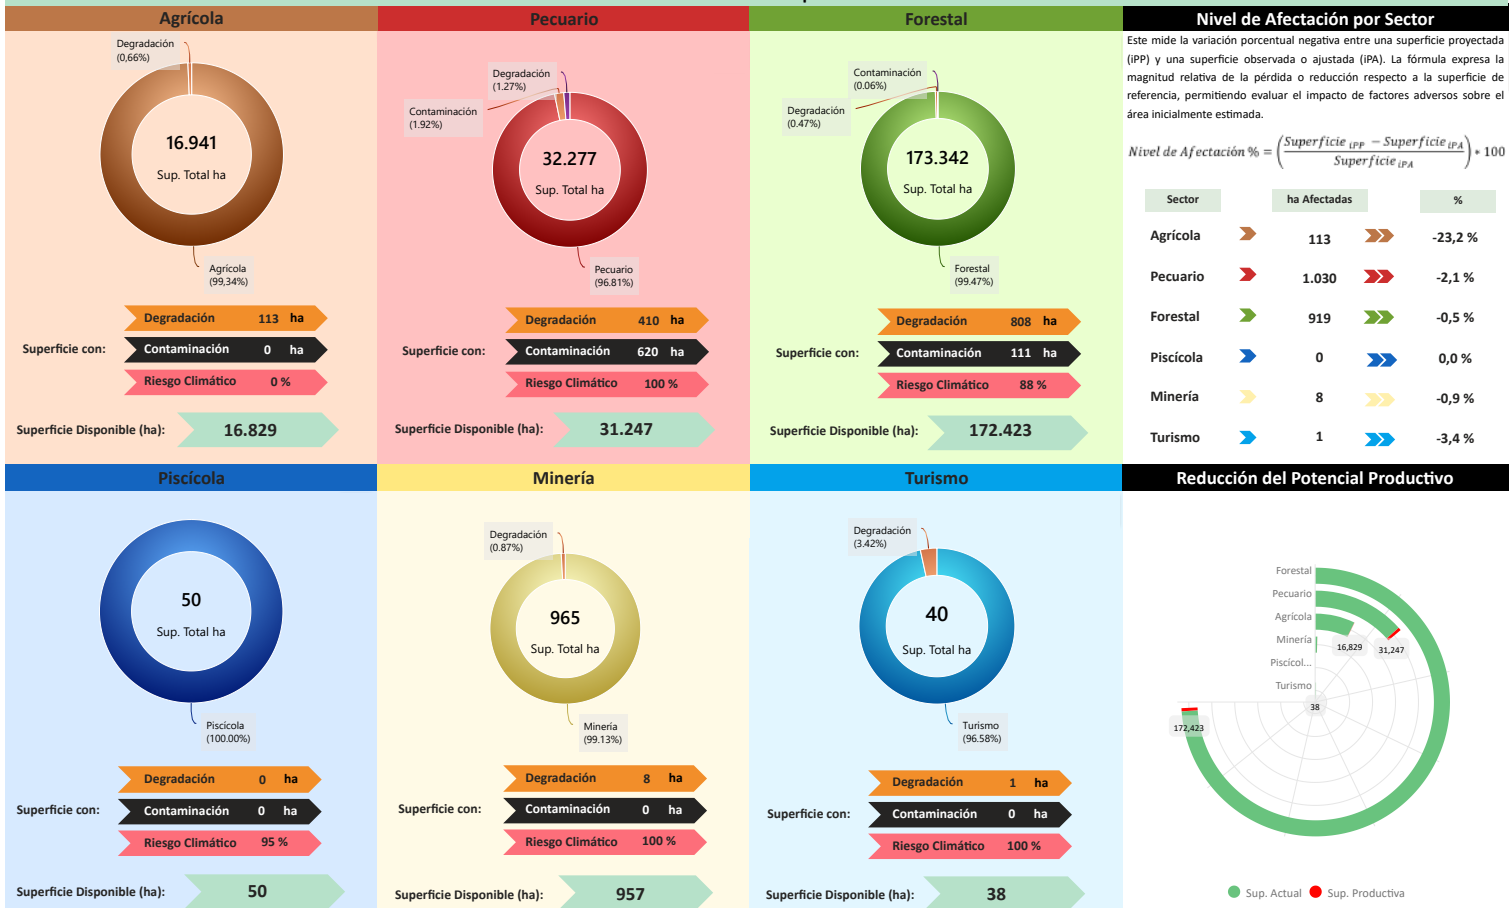 Agrícola
Degradación
(0,66%)
16.941
Sup. Total ha
Agrícola
(99,34%)
Superficie con:
Degradación 113 ha
Contaminación 0 ha
Riesgo Climático 0 %
Superficie Disponible (ha): 16.829
Pecuario
Degradación
(1.27%)
Contaminación
(1.92%)
32.277
Sup. Total ha
Pecuario
(96.81%)
Superficie con:
Degradación 410 ha
Contaminación 620 ha
Riesgo Climático 100 %
Superficie Disponible (ha): 31.247
Forestal
Contaminación
(0.06%)
Degradación
(0.47%)
173.342
Sup. Total ha
Forestal
(99.47%)
Superficie con:
Degradación 808 ha
Contaminación 111 ha
Riesgo Climático 88 %
Superficie Disponible (ha): 172.423
Nivel de Afectación por Sector
Este mide la variación porcentual negativa entre una superficie proyectada
(iPP) y una superficie observada o ajustada (iPA). La fórmula expresa la
magnitud relativa de la pérdida o reducción respecto a la superficie de
referencia, permitiendo evaluar el impacto de factores adversos sobre el
área inicialmente estimada.
Nivel de Afectación % = (Superficie iPP − Superficie iPA / Superficie iPA) * 100
Sector ha Afectadas %
Agrícola 113 -23,2 %
Pecuario 1.030 -2,1 %
Forestal 919 -0,5 %
Piscícola 0 0,0 %
Minería 8 -0,9 %
Turismo 1 -3,4 %
Piscícola
50
Sup. Total ha
Piscícola
(100.00%)
Superficie con:
Degradación 0 ha
Contaminación 0 ha
Riesgo Climático 95 %
Superficie Disponible (ha): 50
Minería
Degradación
(0.87%)
965
Sup. Total ha
Minería
(99.13%)
Superficie con:
Degradación 8 ha
Contaminación 0 ha
Riesgo Climático 100 %
Superficie Disponible (ha): 957
Turismo
Degradación
(3.42%)
40
Sup. Total ha
Turismo
(96.58%)
Superficie con:
Degradación 1 ha
Contaminación 0 ha
Riesgo Climático 100 %
Superficie Disponible (ha): 38
Reducción del Potencial Productivo
Forestal
Pecuario
Agrícola
Minería
Piscícol...
Turismo
16,829
31,247
38
172,423
Sup. Actual Sup. Productiva